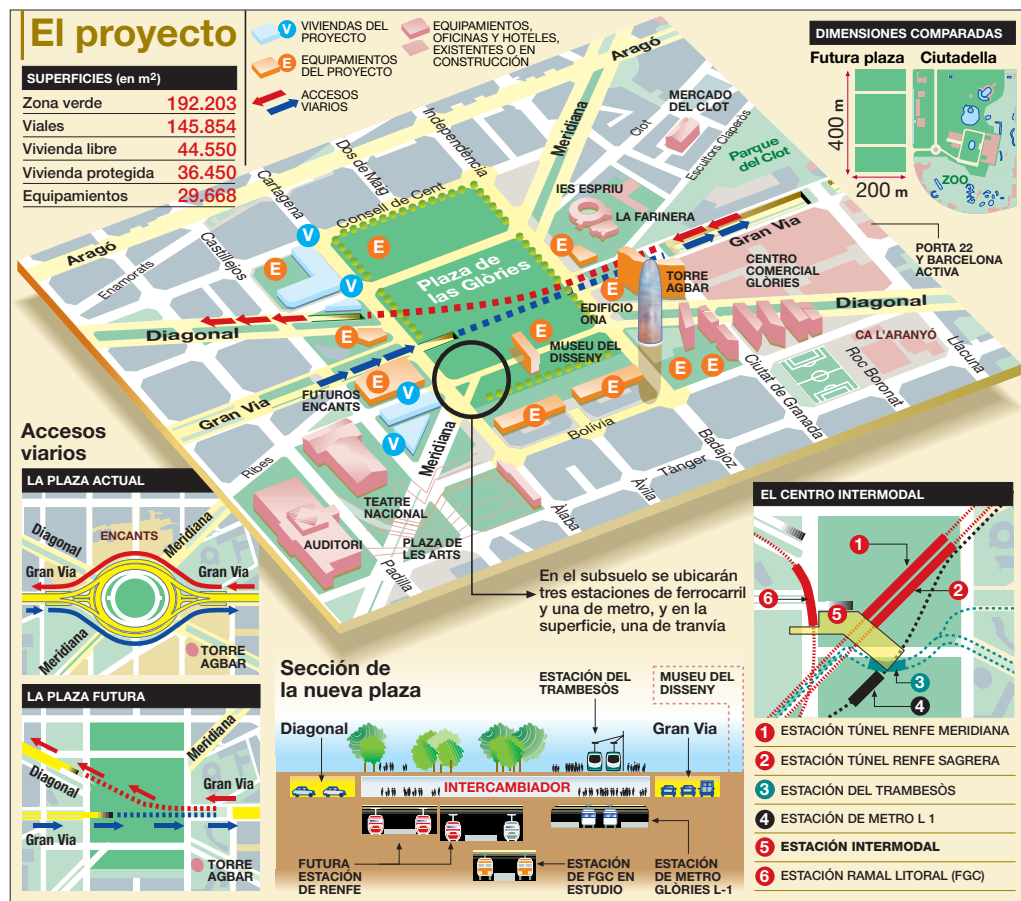 El proyecto
SUPERFICIES (en m²)
Zona verde 192.203
Viales 145.854
Vivienda libre 44.550
Vivienda protegida 36.450
Equipamientos 29.668
V
VIVIENDAS DEL
PROYECTO
E
EQUIPAMIENTOS
DEL PROYECTO
ACCESOS
VIARIOS
EQUIPAMIENTOS,
OFICINAS Y HOTELES,
EXISTENTES O EN
CONSTRUCCIÓN
DIMENSIONES COMPARADAS
Futura plaza
Ciutadella
400 m
200 m
ZOO
Aragó
MERCADO
DEL CLOT
Clot
Escultors Claperòs
Parque
del Clot
Meridiana
Independència
Dos de Maig
Consell de Cent
Cartagena
Castillejos
Enamorats
Aragó
IES ESPRIU
LA FARINERA
Gran Via
PORTA 22
Y BARCELONA
ACTIVA
V
E
E
E
Plaza de
las Glòries
TORRE
AGBAR
CENTRO
COMERCIAL
GLÒRIES
E
V
E
EDIFICIO
ONA
Diagonal
Diagonal
E
E
MUSEU DEL
DISSENY
CA L'ARANYÓ
Llacuna
Roc Boronat
Ciutat de Granada
E
E
E
FUTUROS
ENCANTS
E
V
Gran Via
E
Bolívia
V
Meridiana
Badajoz
Tànger
Àvila
Àlaba
Ribes
TEATRE
NACIONAL
AUDITORI
PLAZA DE
LES ARTS
Padilla
En el subsuelo se ubicarán
tres estaciones de ferrocarril
y una de metro, y en la
superficie, una de tranvía
Accesos
viarios
LA PLAZA ACTUAL
Diagonal
ENCANTS
Meridiana
Gran Via
Gran Via
Meridiana
TORRE
AGBAR
LA PLAZA FUTURA
Meridiana
Diagonal
Gran Via
Gran Via
TORRE
AGBAR
Sección de
la nueva plaza
ESTACIÓN DEL
TRAMBESÒS
MUSEU DEL
DISSENY
Diagonal
Gran Via
INTERCAMBIADOR
FUTURA
ESTACIÓN
DE RENFE
ESTACIÓN
DE FGC EN
ESTUDIO
ESTACIÓN
DE METRO
GLÒRIES L-1
EL CENTRO INTERMODAL
1
2
6
5
3
4
1 ESTACIÓN TÚNEL RENFE MERIDIANA
2 ESTACIÓN TÚNEL RENFE SAGRERA
3 ESTACIÓN DEL TRAMBESÒS
4 ESTACIÓN DE METRO L 1
5 ESTACIÓN INTERMODAL
6 ESTACIÓN RAMAL LITORAL (FGC)